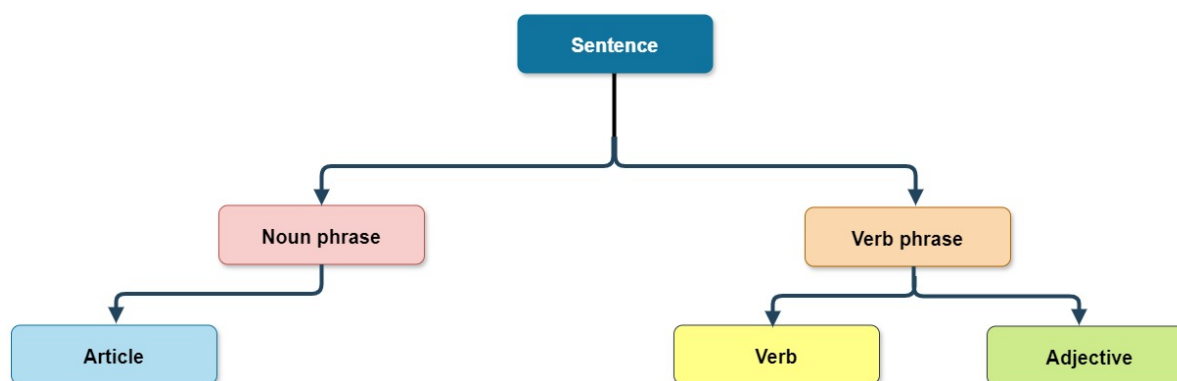 Sentence
Noun phrase
Verb phrase
Article
Verb
Adjective